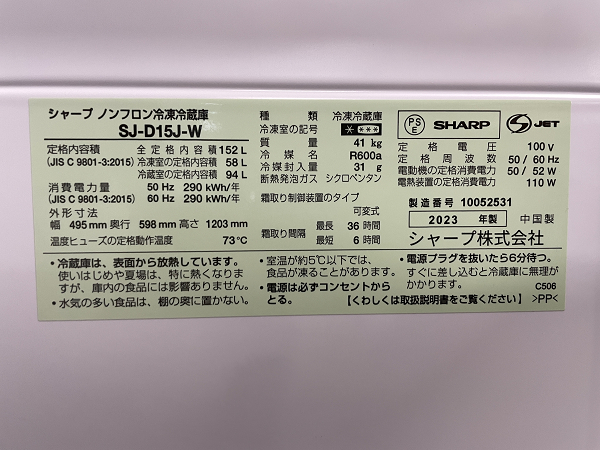 シャープ ノンフロン冷凍冷蔵庫
SJ-D15J-W
定格内容積 全定格内容積 152 L
(JIS C 9801-3:2015) 冷凍室の定格内容積 58 L
冷蔵室の定格内容積 94 L
消費電力量 50 Hz 290 kWh/年
(JIS C 9801-3:2015) 60 Hz 290 kWh/年
外形寸法
幅 495 mm 奥行 598 mm 高さ 1203 mm
温度ヒューズの定格動作温度 73℃
種類 冷凍冷蔵庫
冷凍室の記号 ****
質量 41 kg
冷媒名 R600a
冷媒封入量 31 g
断熱発泡ガス シクロペンタン
霜取り制御装置のタイプ
可変式
霜取り間隔 最長 36 時間
最短 6 時間
PS E SHARP S JET
定格電圧 100 V
定格周波数 50 / 60 Hz
電動機の定格消費電力 50 / 52 W
電熱装置の定格消費電力 110 W
製造番号 10052531
2023 年製 中国製
シャープ株式会社
・冷蔵庫は、表面から放熱しています。
使いはじめや夏場は、特に熱くなりま
すが、庫内の食品には影響ありません。
・水気の多い食品は、棚の奥に置かない。
・室温が約5℃以下では、
食品が凍ることがあります。
・電源は必ずコンセントから
とる。
【くわしくは取扱説明書をご覧ください】
・電源プラグを抜いたら5〜6分待つ。
すぐに差し込むと冷蔵庫に無理が
かかります。
C506
>PP<